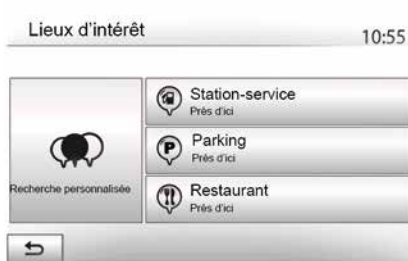 Lieux d'intérêt
10:55
Station-service
Près d'ici
P
Parking
Près d'ici
Recherche personnalisée
Restaurant
Près d'ici